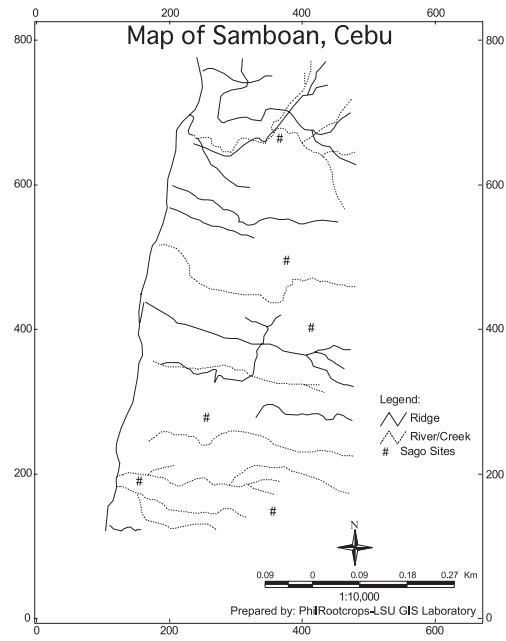 200 400 600
800 800
Map of Samboan, Cebu
#
600 600
#
400 400
#
Legend:
Ridge
River/Creek
# Sago Sites
#
200 200
#
#
N
0.09 0 0.09 0.18 0.27 Km
1:10,000
Prepared by: PhilRootcrops-LSU GIS Laboratory
0 0
0 200 400 600